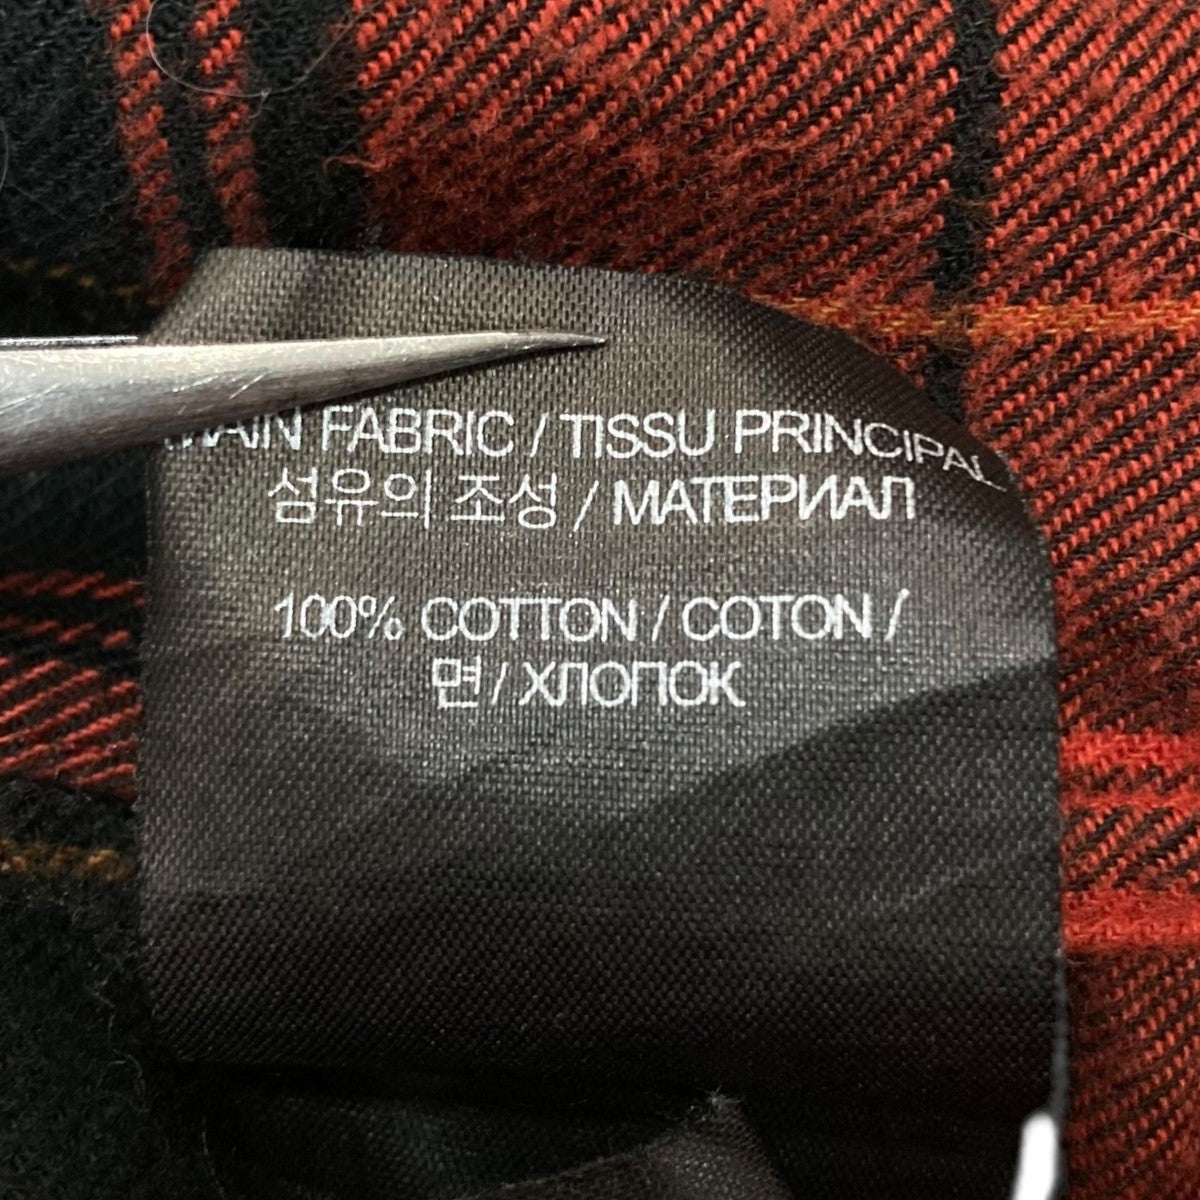 MAIN FABRIC / TISSU PRINCIPAL
섬유의 조성 / МАТЕРИАЛ
100% COTTON / COTON /
면 / ХЛОПОК